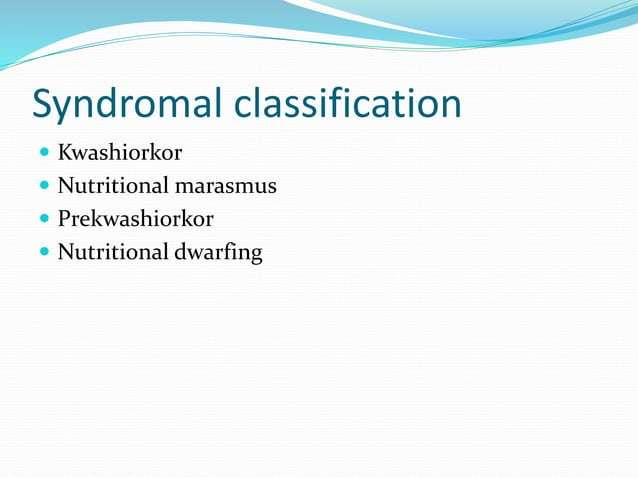 Syndromal classification
• Kwashiorkor
• Nutritional marasmus
• Prekwashiorkor
• Nutritional dwarfing